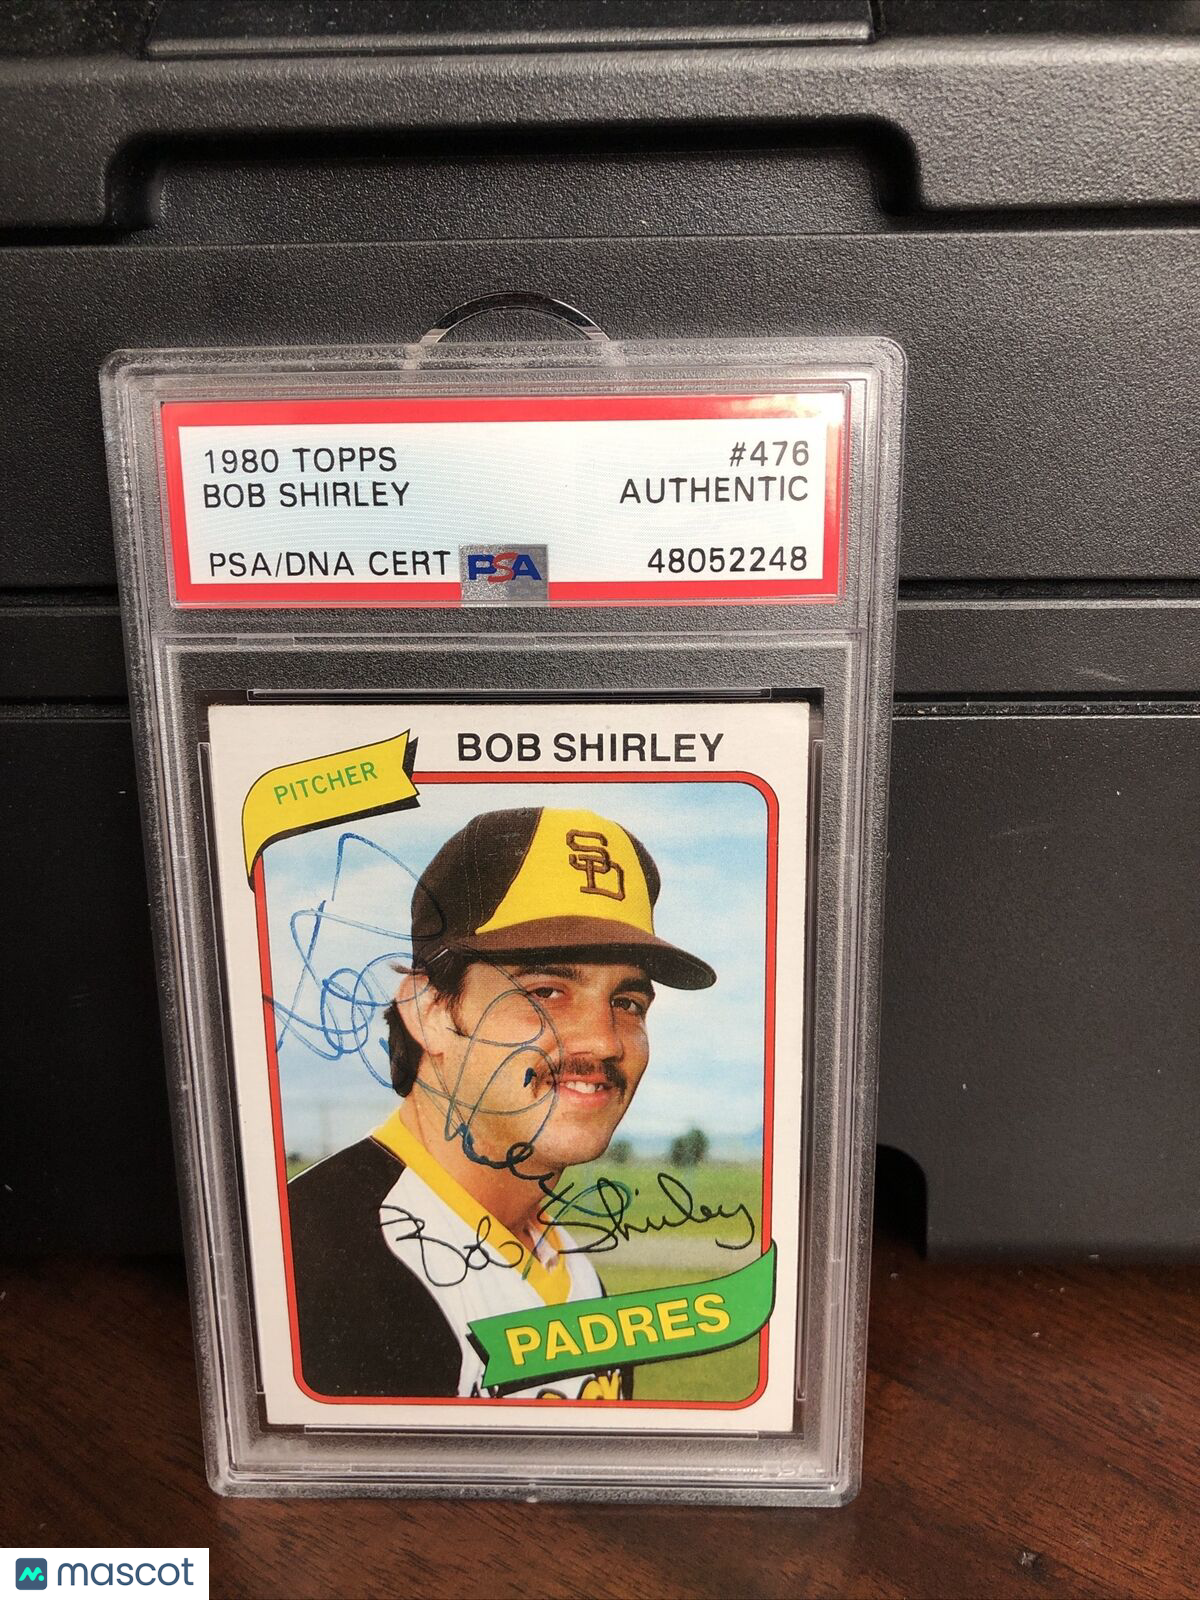 1980 TOPPS #476
BOB SHIRLEY AUTHENTIC
PSA/DNA CERT PSA 48052248
BOB SHIRLEY
PITCHER
SD
Bob Shirley
PADRES
mascot